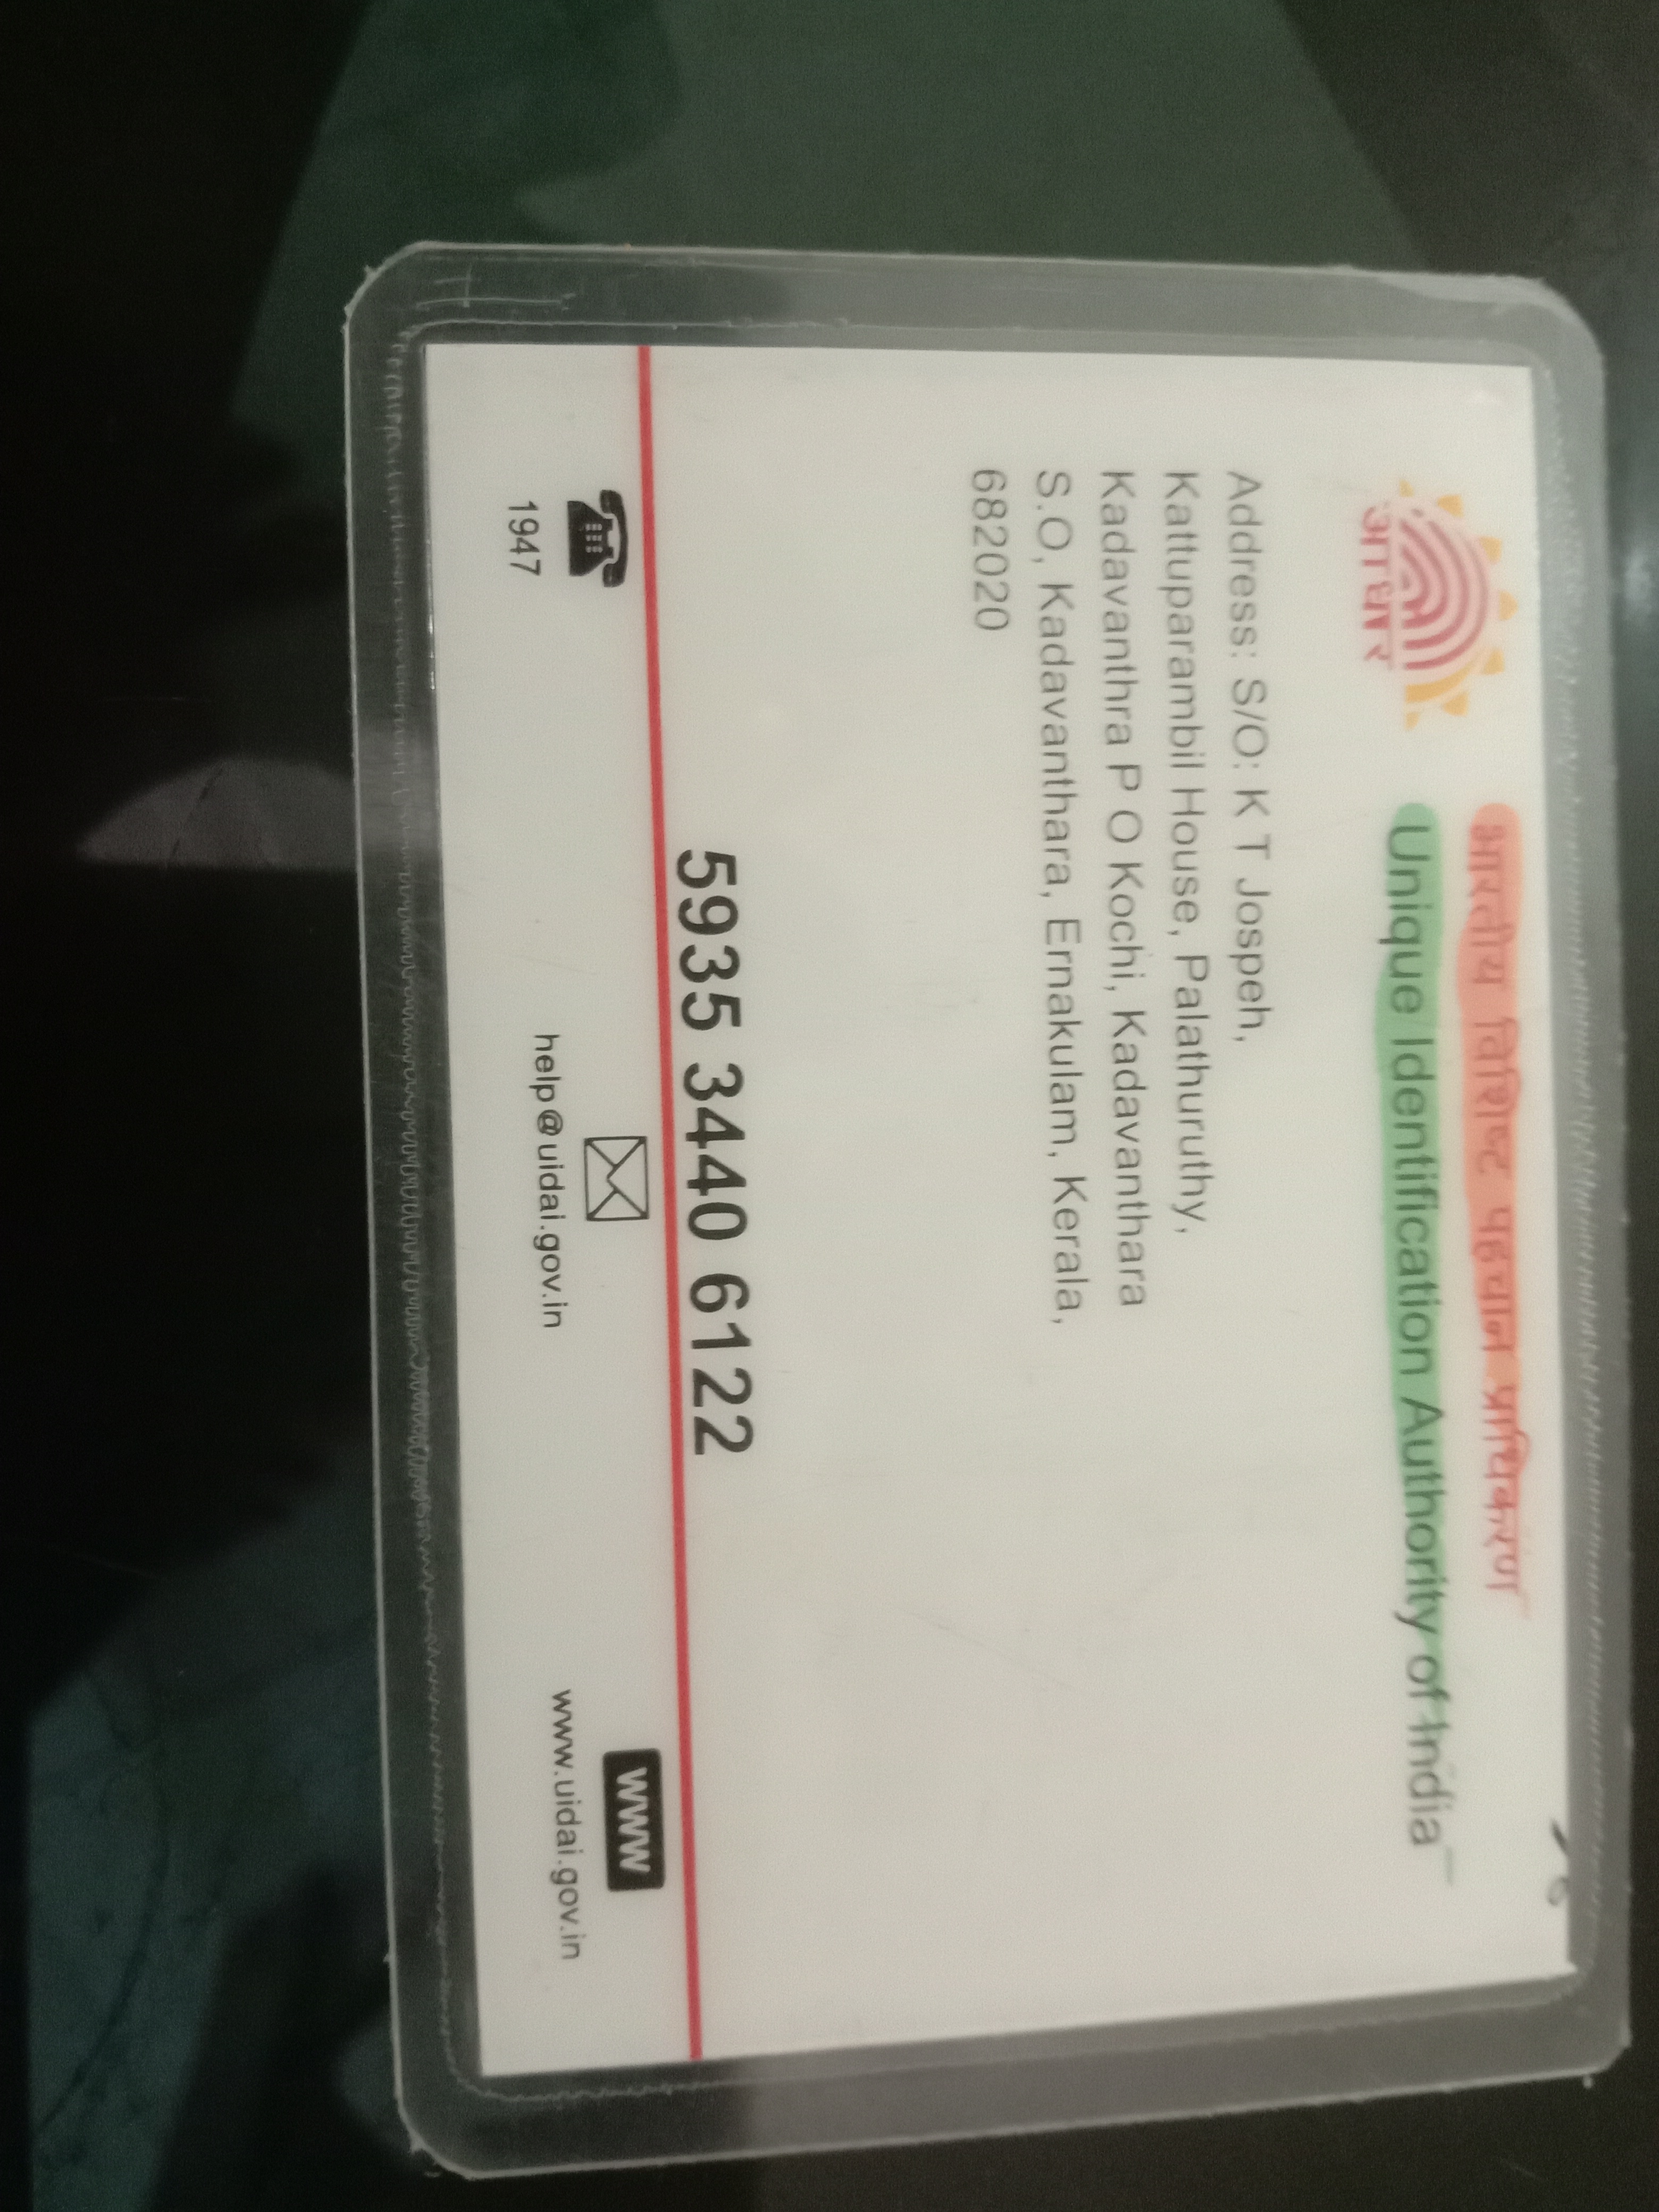 भारतीय विशिष्ट पहचान प्राधिकरण
Unique Identification Authority of India
आधार
Address: S/O: K T Jospeh,
Kattuparambil House, Palathuruthy,
Kadavanthra P O Kochi, Kadavanthara
S.O, Kadavanthara, Ernakulam, Kerala,
682020
5935 3440 6122
WWW
1947
help@uidai.gov.in
www.uidai.gov.in